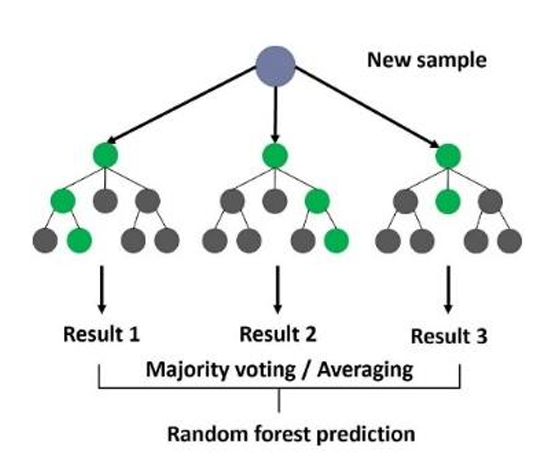 New sample
Result 1
Result 2
Result 3
Majority voting / Averaging
Random forest prediction